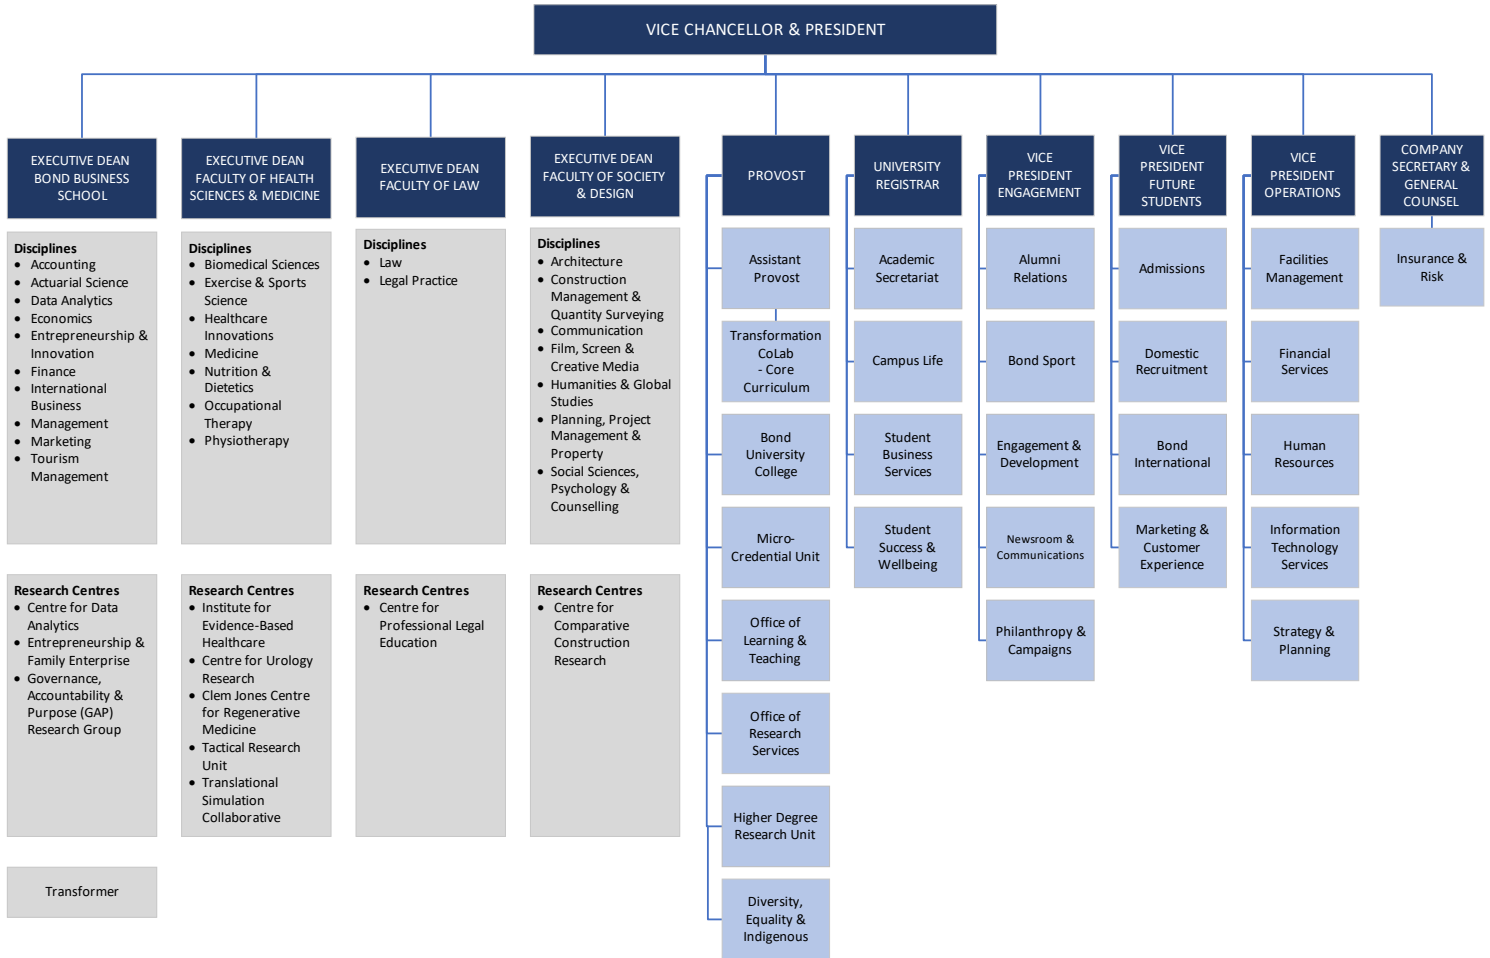 VICE CHANCELLOR & PRESIDENT
EXECUTIVE DEAN
BOND BUSINESS
SCHOOL
Disciplines
• Accounting
• Actuarial Science
• Data Analytics
• Economics
• Entrepreneurship &
Innovation
• Finance
• International
Business
• Management
• Marketing
• Tourism
Management
Research Centres
• Centre for Data
Analytics
• Entrepreneurship &
Family Enterprise
• Governance,
Accountability &
Purpose (GAP)
Research Group
Transformer
EXECUTIVE DEAN
FACULTY OF HEALTH
SCIENCES & MEDICINE
Disciplines
• Biomedical Sciences
• Exercise & Sports
Science
• Healthcare
Innovations
• Medicine
• Nutrition &
Dietetics
• Occupational
Therapy
• Physiotherapy
Research Centres
• Institute for
Evidence-Based
Healthcare
• Centre for Urology
Research
• Clem Jones Centre
for Regenerative
Medicine
• Tactical Research
Unit
• Translational
Simulation
Collaborative
EXECUTIVE DEAN
FACULTY OF LAW
Disciplines
• Law
• Legal Practice
Research Centres
• Centre for
Professional Legal
Education
EXECUTIVE DEAN
FACULTY OF SOCIETY
& DESIGN
Disciplines
• Architecture
• Construction
Management &
Quantity Surveying
• Communication
• Film, Screen &
Creative Media
• Humanities & Global
Studies
• Planning, Project
Management &
Property
• Social Sciences,
Psychology &
Counselling
Research Centres
• Centre for
Comparative
Construction
Research
PROVOST
Assistant
Provost
Transformation
CoLab
- Core
Curriculum
Bond
University
College
Micro-
Credential Unit
Office of
Learning &
Teaching
Office of
Research
Services
Higher Degree
Research Unit
Diversity,
Equality &
Indigenous
UNIVERSITY
REGISTRAR
Academic
Secretariat
Campus Life
Student
Business
Services
Student
Success &
Wellbeing
VICE
PRESIDENT
ENGAGEMENT
Alumni
Relations
Bond Sport
Engagement &
Development
Newsroom &
Communications
Philanthropy &
Campaigns
VICE
PRESIDENT
FUTURE
STUDENTS
Admissions
Domestic
Recruitment
Bond
International
Marketing &
Customer
Experience
VICE
PRESIDENT
OPERATIONS
Facilities
Management
Financial
Services
Human
Resources
Information
Technology
Services
Strategy &
Planning
COMPANY
SECRETARY &
GENERAL
COUNSEL
Insurance &
Risk